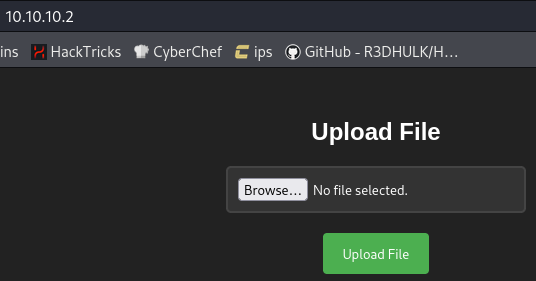 10.10.10.2
ins HackTricks CyberChef ips GitHub - R3DHULK/H…
Upload File
Browse... No file selected.
Upload File